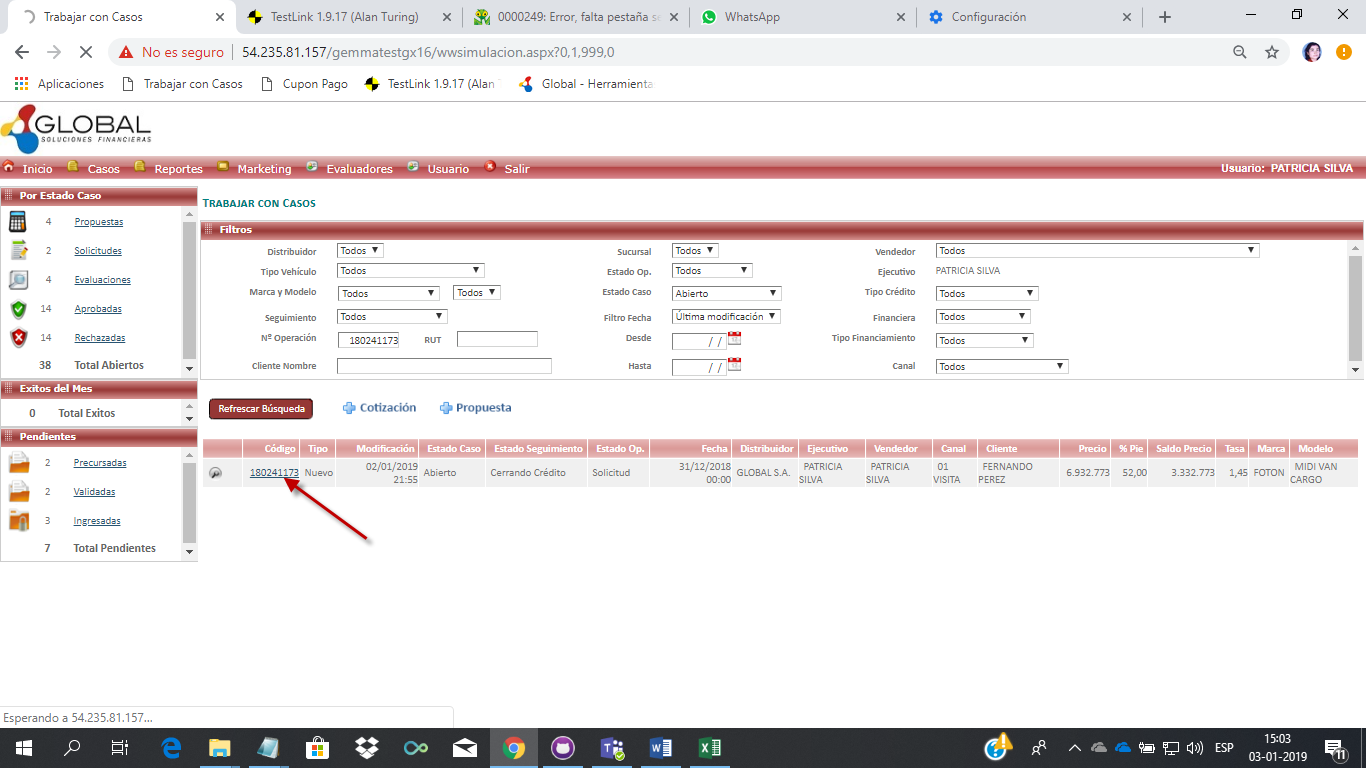 Trabajar con Casos
TestLink 1.9.17 (Alan Turing)
0000249: Error, falta pestaña se
WhatsApp
Configuración
No es seguro | 54.235.81.157/gemmatestgx16/wwsimulacion.aspx?0,1,999,0
Aplicaciones
Trabajar con Casos
Cupon Pago
TestLink 1.9.17 (Alan
Global - Herramienta
GLOBAL
SOLUCIONES FINANCIERAS
Inicio Casos Reportes Marketing Evaluadores Usuario Salir
Usuario: PATRICIA SILVA
Por Estado Caso
4 Propuestas
2 Solicitudes
4 Evaluaciones
14 Aprobadas
14 Rechazadas
38 Total Abiertos
Exitos del Mes
0 Total Exitos
Pendientes
2 Precursadas
2 Validadas
3 Ingresadas
7 Total Pendientes
TRABAJAR CON CASOS
Filtros
Distribuidor Todos Sucursal Todos Vendedor Todos
Tipo Vehículo Todos Estado Op. Todos Ejecutivo PATRICIA SILVA
Marca y Modelo Todos Todos Estado Caso Abierto Tipo Crédito Todos
Seguimiento Todos Filtro Fecha Última modificación Financiera Todos
Nº Operación 180241173 RUT Desde / / Tipo Financiamiento Todos
Cliente Nombre Hasta / / Canal Todos
Refrescar Búsqueda Cotización Propuesta
Código Tipo Modificación Estado Caso Estado Seguimiento Estado Op. Fecha Distribuidor Ejecutivo Vendedor Canal Cliente Precio % Pie Saldo Precio Tasa Marca Modelo
180241173 Nuevo 02/01/2019 21:55 Abierto Cerrando Crédito Solicitud 31/12/2018 00:00 GLOBAL S.A. PATRICIA SILVA PATRICIA SILVA 01 VISITA FERNANDO PEREZ 6.932.773 52,00 3.332.773 1,45 FOTON MIDI VAN CARGO
Esperando a 54.235.81.157...
ESP
15:03
03-01-2019
11